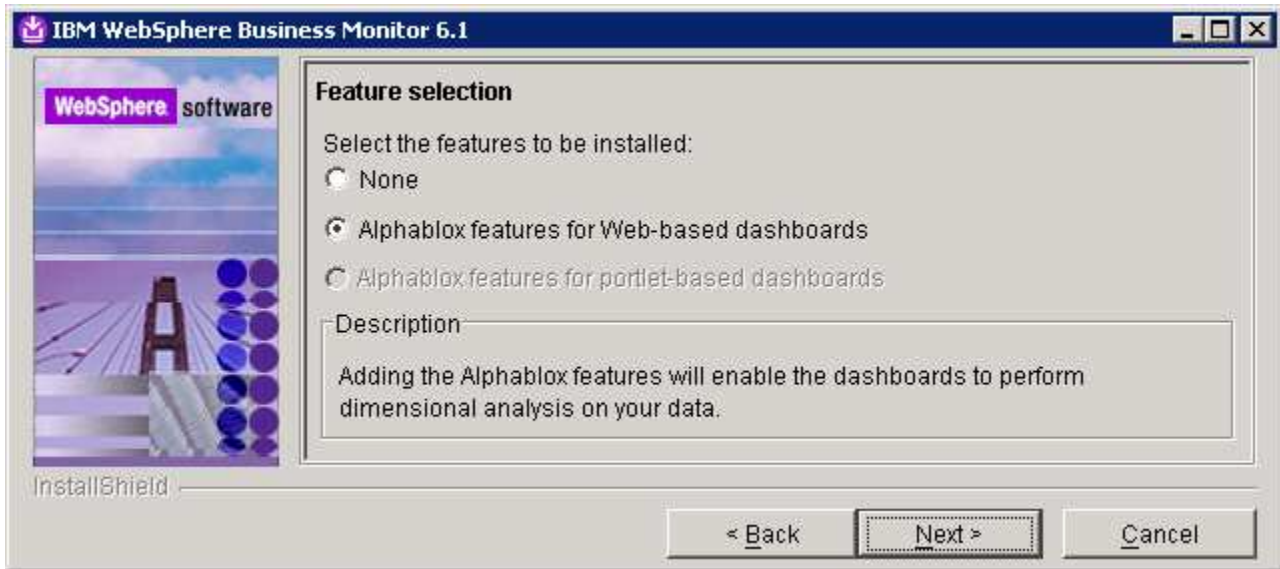 IBM WebSphere Business Monitor 6.1
WebSphere software
Feature selection
Select the features to be installed:
None
Alphablox features for Web-based dashboards
Alphablox features for portlet-based dashboards
Description
Adding the Alphablox features will enable the dashboards to perform
dimensional analysis on your data.
InstallShield
< Back
Next >
Cancel